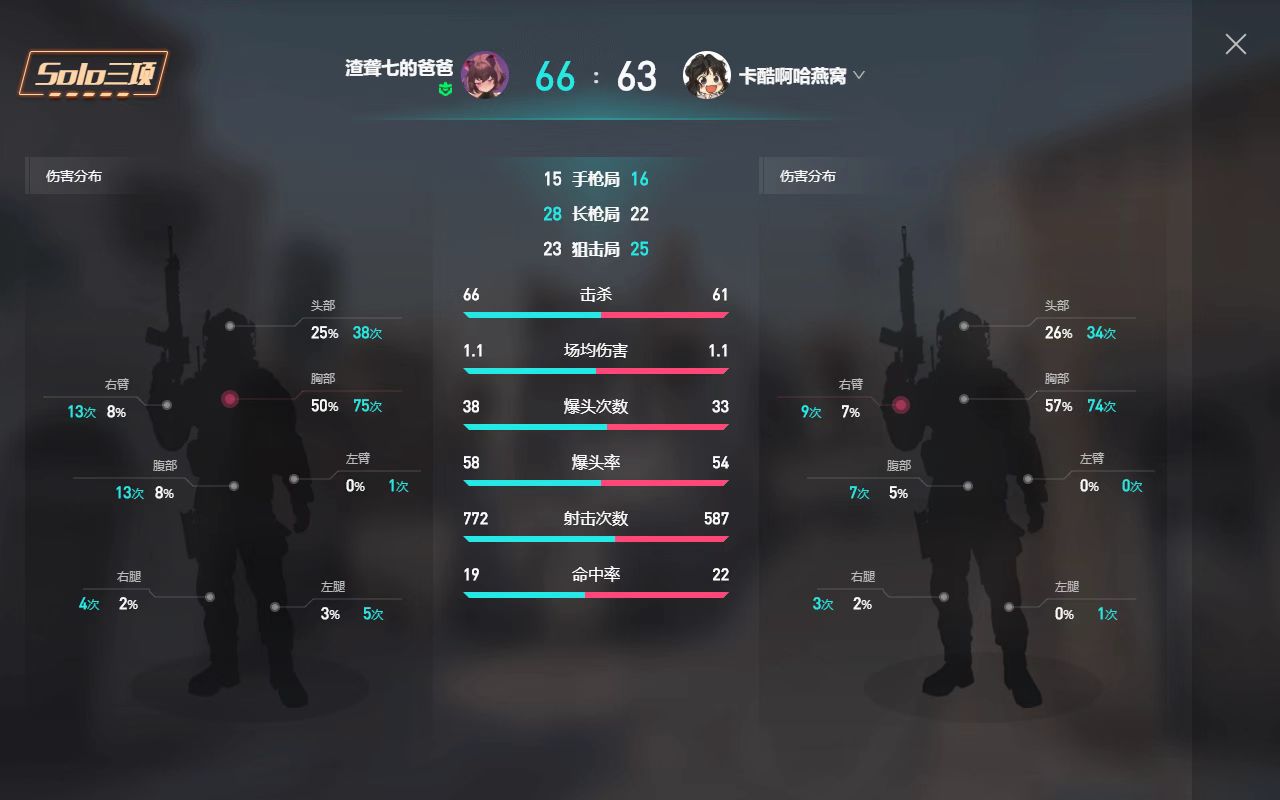 Solo三项
渣聋七的爸爸
66 : 63
卡酷啊哈燕窝
伤害分布
头部
25% 38次
胸部
50% 75次
右臂
13次 8%
腹部
13次 8%
左臂
0% 1次
右腿
4次 2%
左腿
3% 5次
15 手枪局 16
28 长枪局 22
23 狙击局 25
66 击杀 61
1.1 场均伤害 1.1
38 爆头次数 33
58 爆头率 54
772 射击次数 587
19 命中率 22
伤害分布
头部
26% 34次
胸部
57% 74次
右臂
9次 7%
腹部
7次 5%
左臂
0% 0次
右腿
3次 2%
左腿
0% 1次